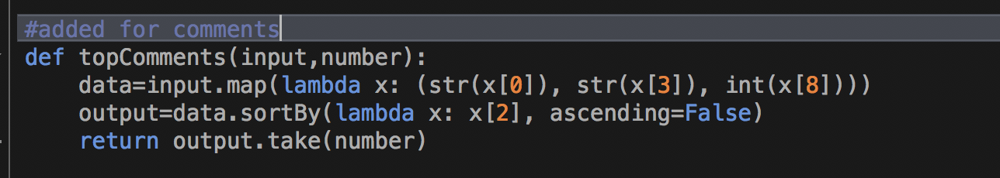 #added for comments
def topComments(input,number):
    data=input.map(lambda x: (str(x[0]), str(x[3]), int(x[8])))
    output=data.sortBy(lambda x: x[2], ascending=False)
    return output.take(number)